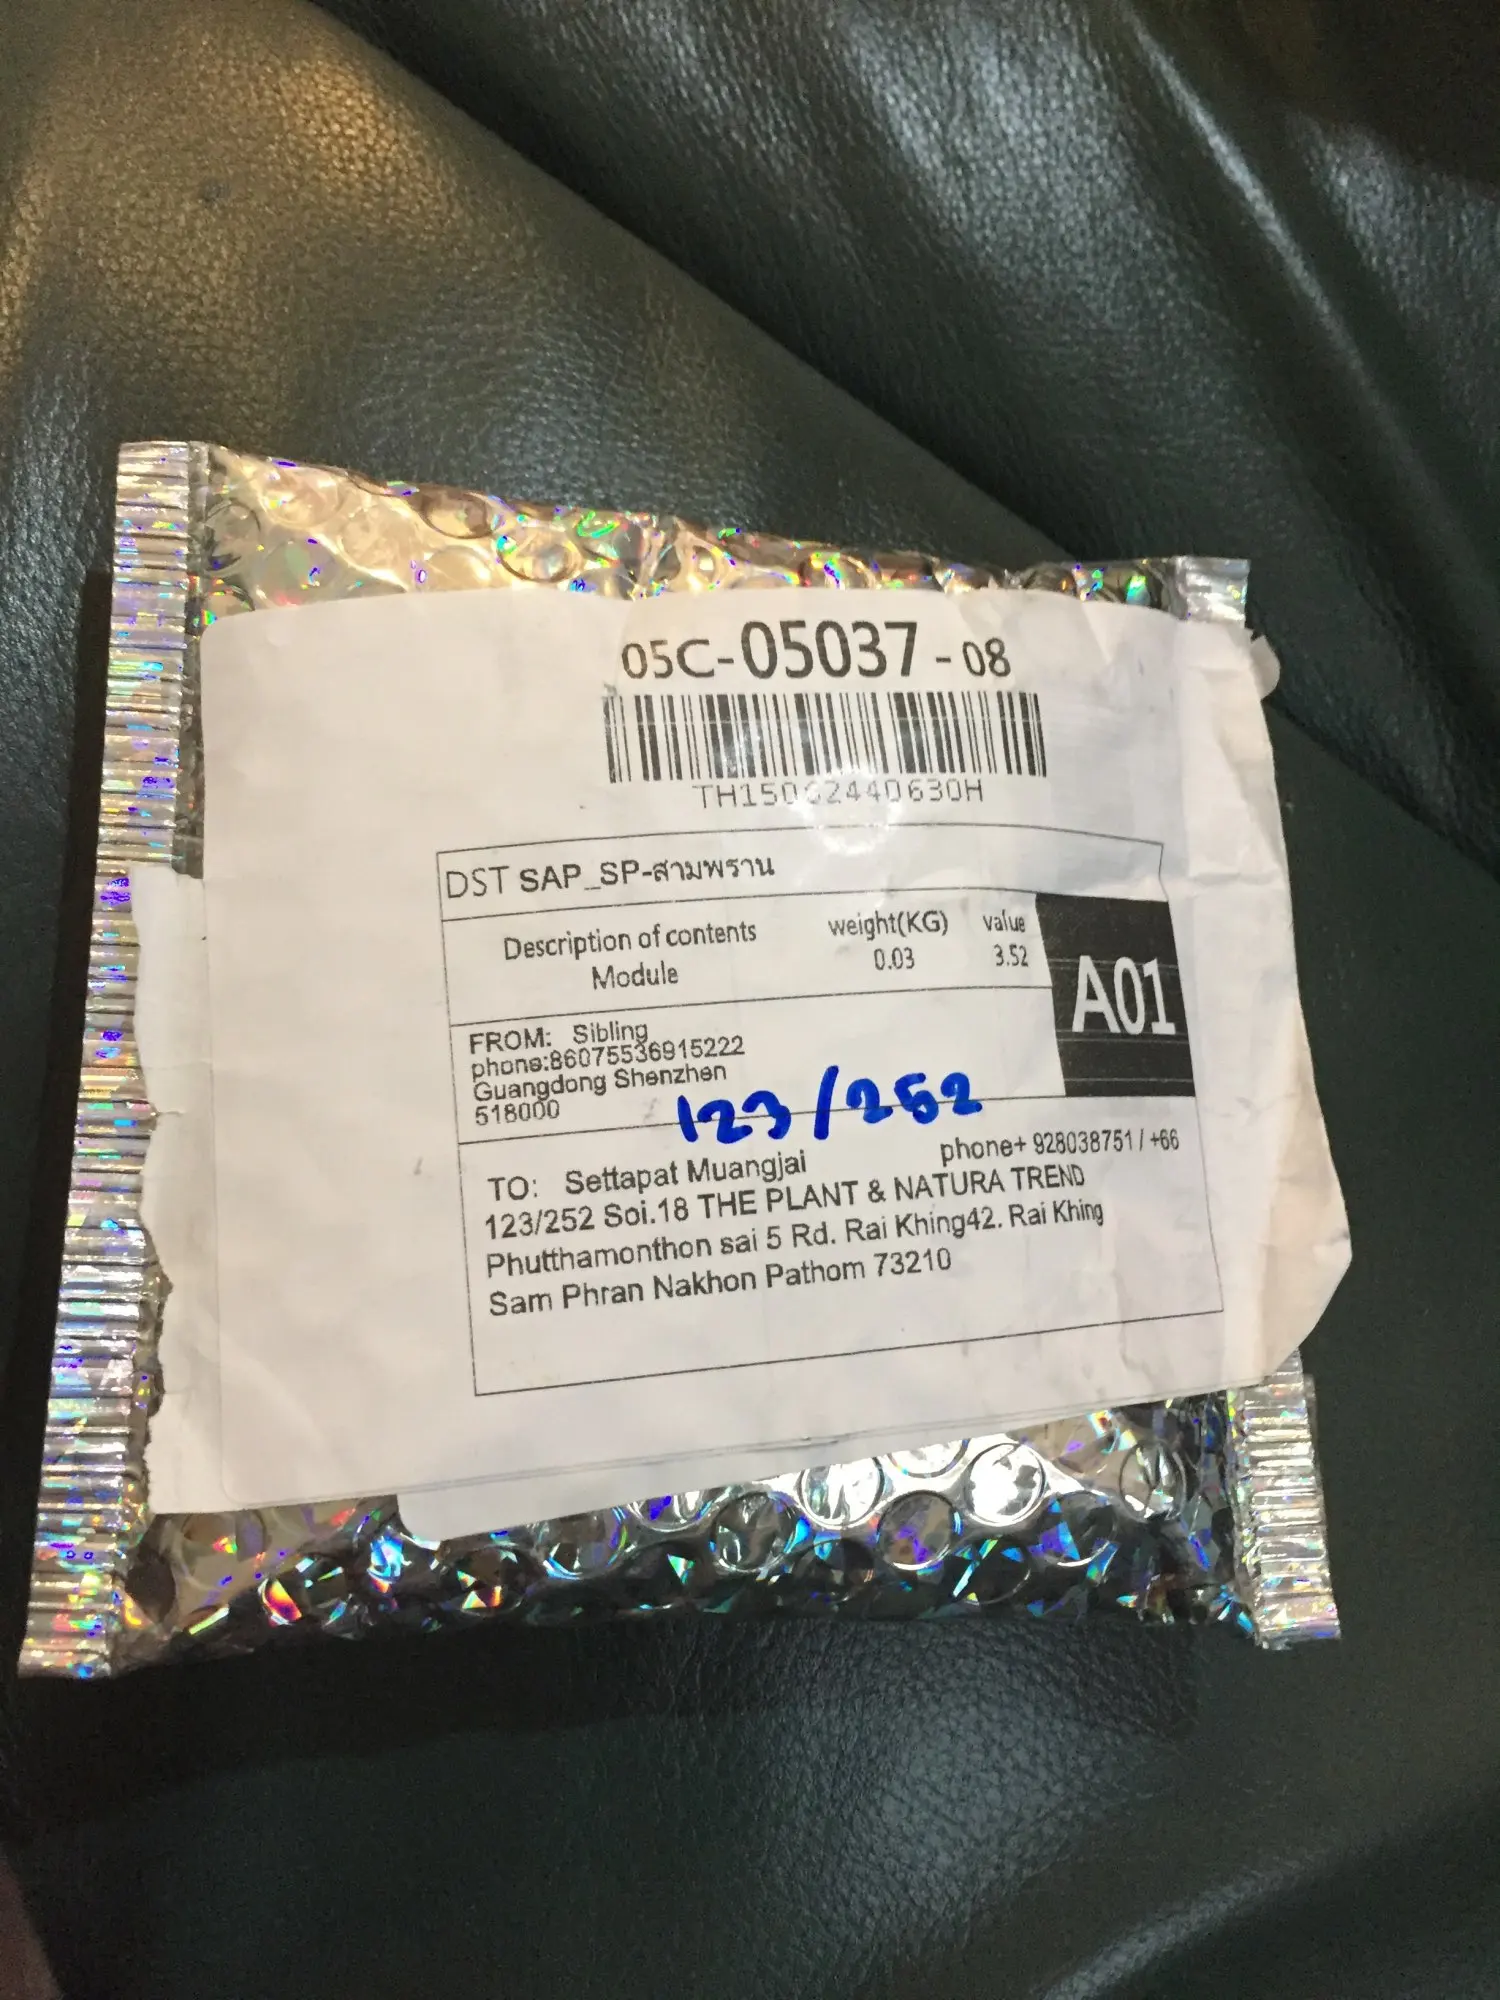 05C-05037-08
TH15062440630H
DST SAP_SP-สามพราน
Description of contents weight(KG) value
Module 0.03 3.52
A01
FROM: Sibling
phone:86075536915222
Guangdong Shenzhen
518000
123/252
TO: Settapat Muangjai phone+ 928038751 / +66
123/252 Soi.18 THE PLANT & NATURA TREND
Phutthamonthon sai 5 Rd. Rai Khing42. Rai Khing
Sam Phran Nakhon Pathom 73210